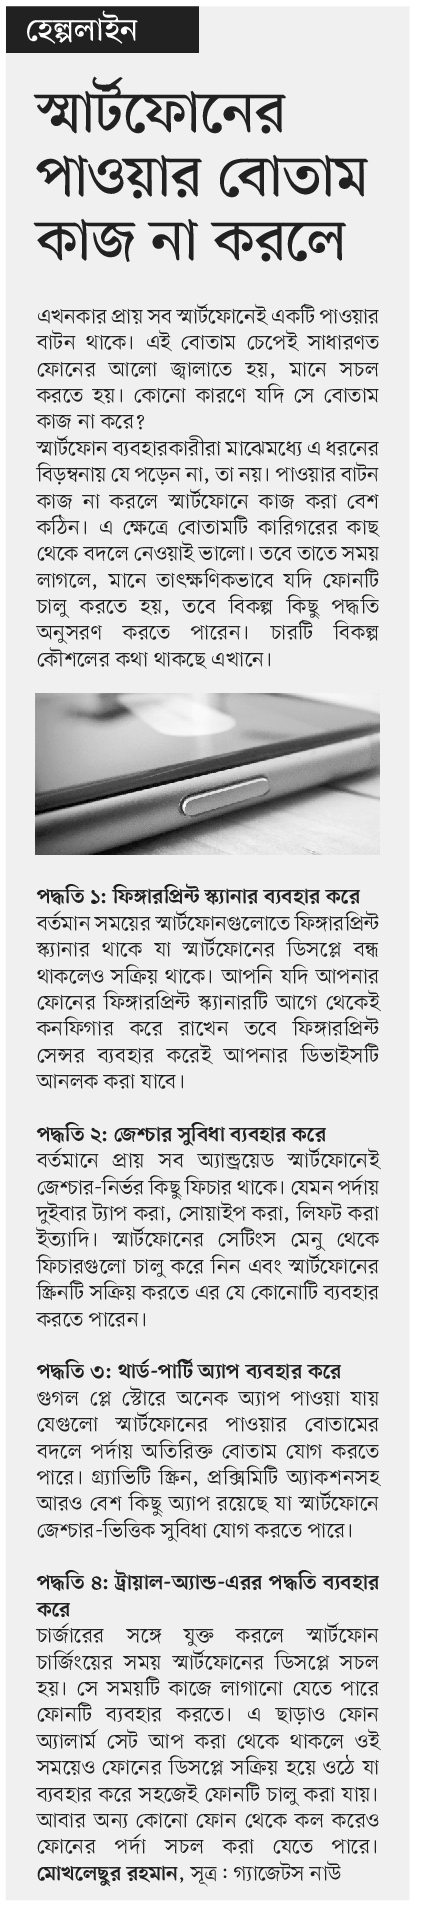 হেল্পলাইন
স্মার্টফোনের
পাওয়ার বোতাম
কাজ না করলে
এখনকার প্রায় সব স্মার্টফোনেই একটি পাওয়ার
বাটন থাকে। এই বোতাম চেপেই সাধারণত
ফোনের আলো জ্বালাতে হয়, মানে সচল
করতে হয়। কোনো কারণে যদি সে বোতাম
কাজ না করে?
স্মার্টফোন ব্যবহারকারীরা মাঝেমধ্যে এ ধরনের
বিড়ম্বনায় যে পড়েন না, তা নয়। পাওয়ার বাটন
কাজ না করলে স্মার্টফোনে কাজ করা বেশ
কঠিন। এ ক্ষেত্রে বোতামটি কারিগরের কাছ
থেকে বদলে নেওয়াই ভালো। তবে তাতে সময়
লাগলে, মানে তাৎক্ষণিকভাবে যদি ফোনটি
চালু করতে হয়, তবে বিকল্প কিছু পদ্ধতি
অনুসরণ করতে পারেন। চারটি বিকল্প
কৌশলের কথা থাকছে এখানে।
পদ্ধতি ১: ফিঙ্গারপ্রিন্ট স্ক্যানার ব্যবহার করে
বর্তমান সময়ের স্মার্টফোনগুলোতে ফিঙ্গারপ্রিন্ট
স্ক্যানার থাকে যা স্মার্টফোনের ডিসপ্লে বন্ধ
থাকলেও সক্রিয় থাকে। আপনি যদি আপনার
ফোনের ফিঙ্গারপ্রিন্ট স্ক্যানারটি আগে থেকেই
কনফিগার করে রাখেন তবে ফিঙ্গারপ্রিন্ট
সেন্সর ব্যবহার করেই আপনার ডিভাইসটি
আনলক করা যাবে।
পদ্ধতি ২: জেশ্চার সুবিধা ব্যবহার করে
বর্তমানে প্রায় সব অ্যান্ড্রয়েড স্মার্টফোনেই
জেশ্চার-নির্ভর কিছু ফিচার থাকে। যেমন পর্দায়
দুইবার ট্যাপ করা, সোয়াইপ করা, লিফট করা
ইত্যাদি। স্মার্টফোনের সেটিংস মেনু থেকে
ফিচারগুলো চালু করে নিন এবং স্মার্টফোনের
স্ক্রিনটি সক্রিয় করতে এর যে কোনোটি ব্যবহার
করতে পারেন।
পদ্ধতি ৩: থার্ড-পার্টি অ্যাপ ব্যবহার করে
গুগল প্লে স্টোরে অনেক অ্যাপ পাওয়া যায়
যেগুলো স্মার্টফোনের পাওয়ার বোতামের
বদলে পর্দায় অতিরিক্ত বোতাম যোগ করতে
পারে। গ্র্যাভিটি স্ক্রিন, প্রক্সিমিটি অ্যাকশনসহ
আরও বেশ কিছু অ্যাপ রয়েছে যা স্মার্টফোনে
জেশ্চার-ভিত্তিক সুবিধা যোগ করতে পারে।
পদ্ধতি ৪: ট্রায়াল-অ্যান্ড-এরর পদ্ধতি ব্যবহার
করে
চার্জারের সঙ্গে যুক্ত করলে স্মার্টফোন
চার্জিংয়ের সময় স্মার্টফোনের ডিসপ্লে সচল
হয়। সে সময়টি কাজে লাগানো যেতে পারে
ফোনটি ব্যবহার করতে। এ ছাড়াও ফোন
অ্যালার্ম সেট আপ করা থেকে থাকলে ওই
সময়েও ফোনের ডিসপ্লে সক্রিয় হয়ে ওঠে যা
ব্যবহার করে সহজেই ফোনটি চালু করা যায়।
আবার অন্য কোনো ফোন থেকে কল করেও
ফোনের পর্দা সচল করা যেতে পারে।
মোখলেছুর রহমান, সূত্র : গ্যাজেটস নাউ